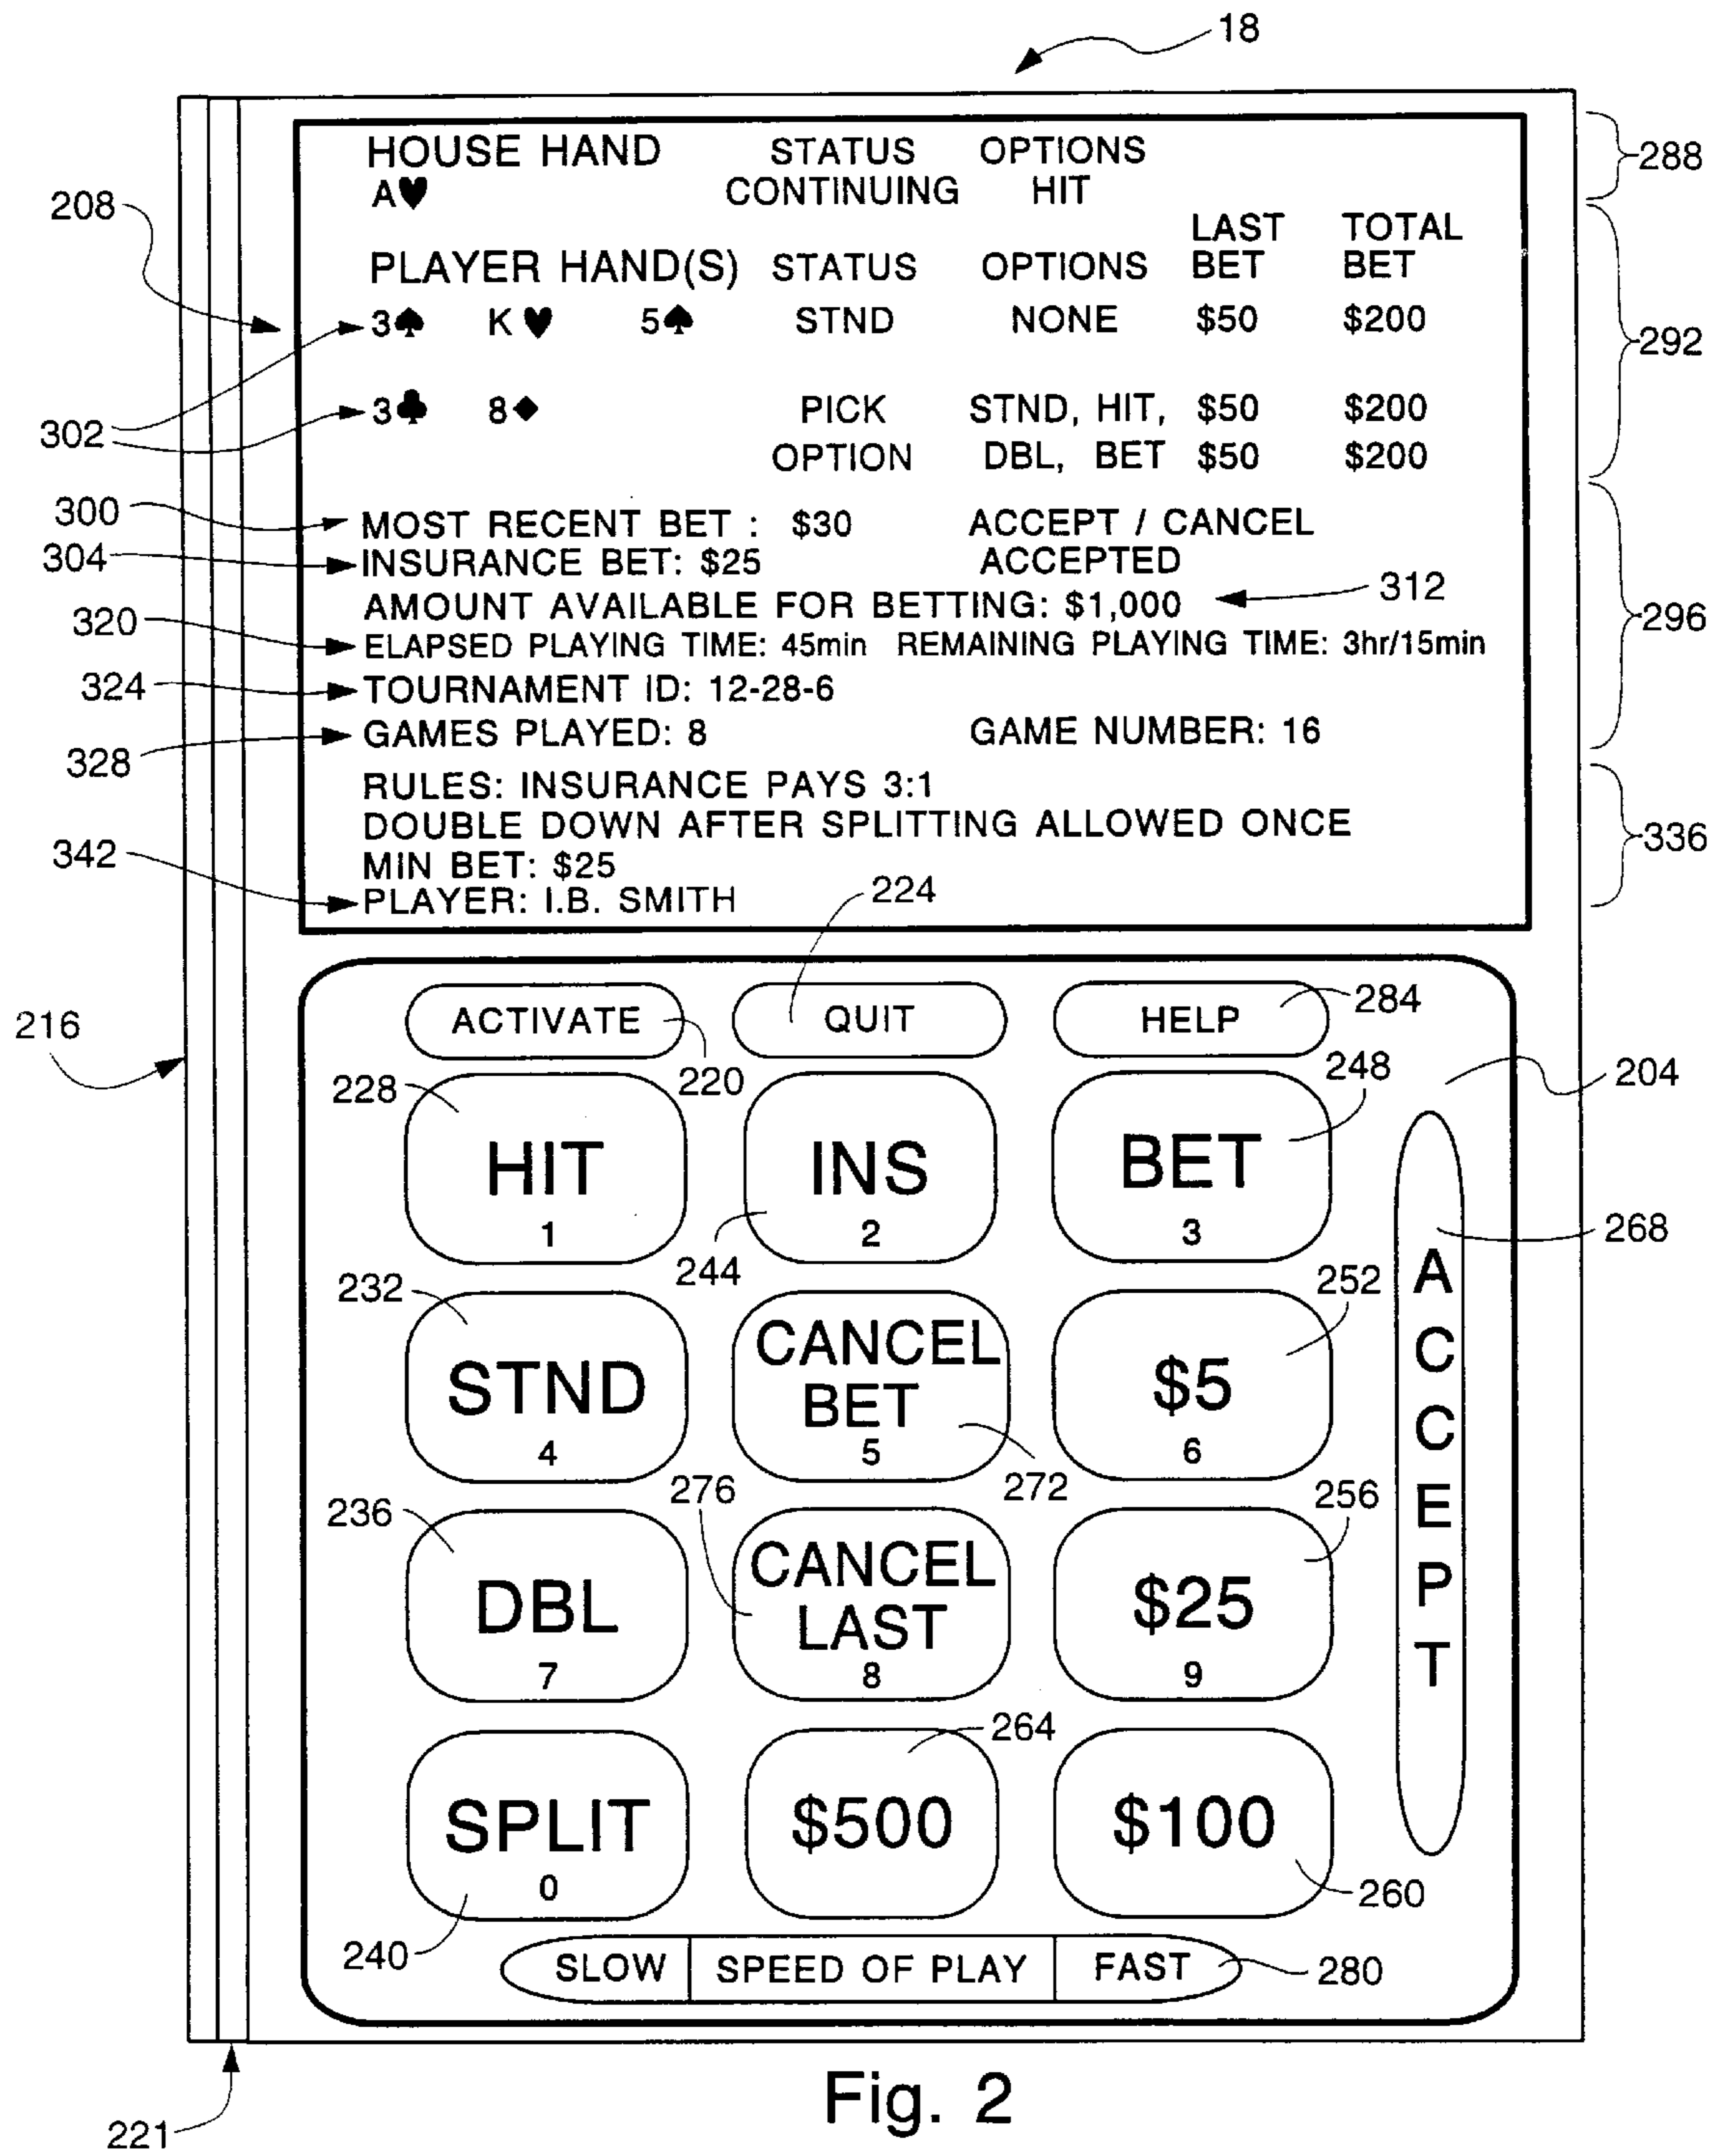 18
HOUSE HAND STATUS OPTIONS
A♥ CONTINUING HIT
288
208
LAST TOTAL
PLAYER HAND(S) STATUS OPTIONS BET BET
3♠ K♥ 5♠ STND NONE $50 $200
292
302
3♣ 8♦ PICK STND, HIT, $50 $200
OPTION DBL, BET $50 $200
300 MOST RECENT BET : $30 ACCEPT / CANCEL
304 INSURANCE BET: $25 ACCEPTED
AMOUNT AVAILABLE FOR BETTING: $1,000 312
296
320 ELAPSED PLAYING TIME: 45min REMAINING PLAYING TIME: 3hr/15min
324 TOURNAMENT ID: 12-28-6
328 GAMES PLAYED: 8 GAME NUMBER: 16
RULES: INSURANCE PAYS 3:1
DOUBLE DOWN AFTER SPLITTING ALLOWED ONCE
336
342
MIN BET: $25
PLAYER: I.B. SMITH
224
216
ACTIVATE QUIT HELP 284
228 220 248 204
HIT INS BET
1 2 3
268
232 244 252
STND CANCEL BET $5
4 5 6
236 276 272 256
DBL CANCEL LAST $25
7 8 9
ACCEPT
264
SPLIT $500 $100
0
240 260
SLOW SPEED OF PLAY FAST 280
221
Fig. 2